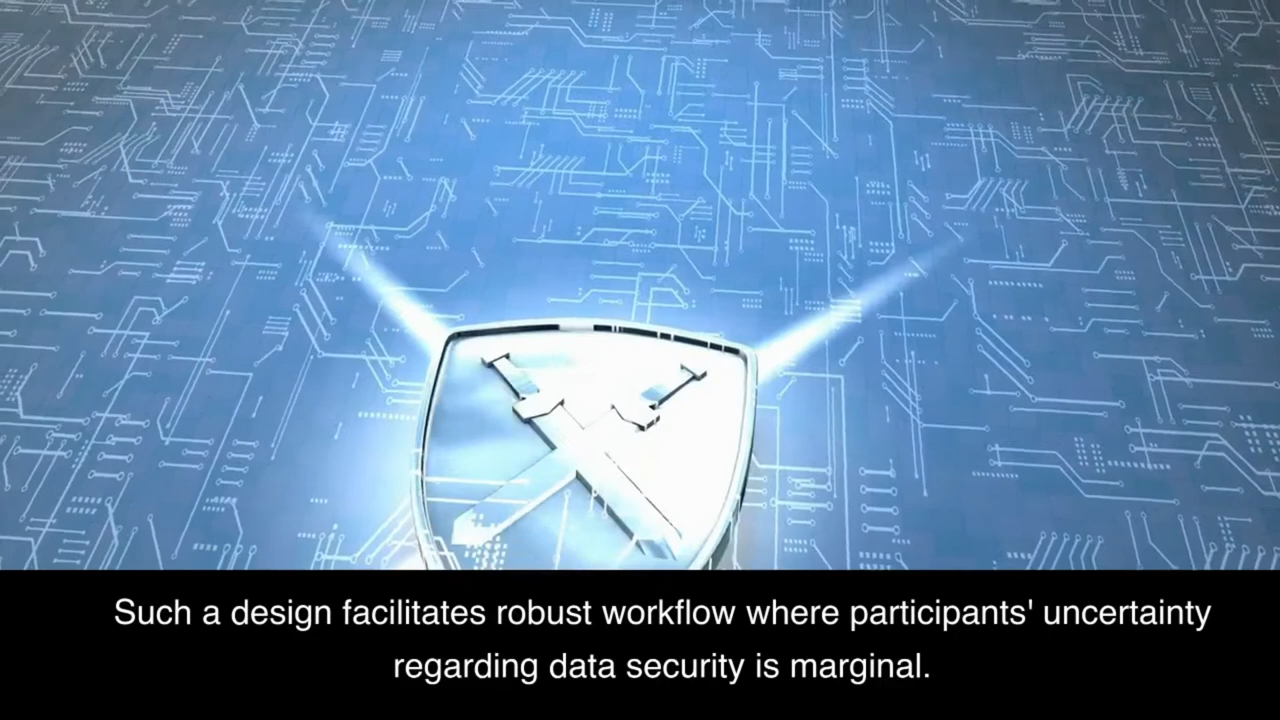 Such a design facilitates robust workflow where participants' uncertainty
regarding data security is marginal.